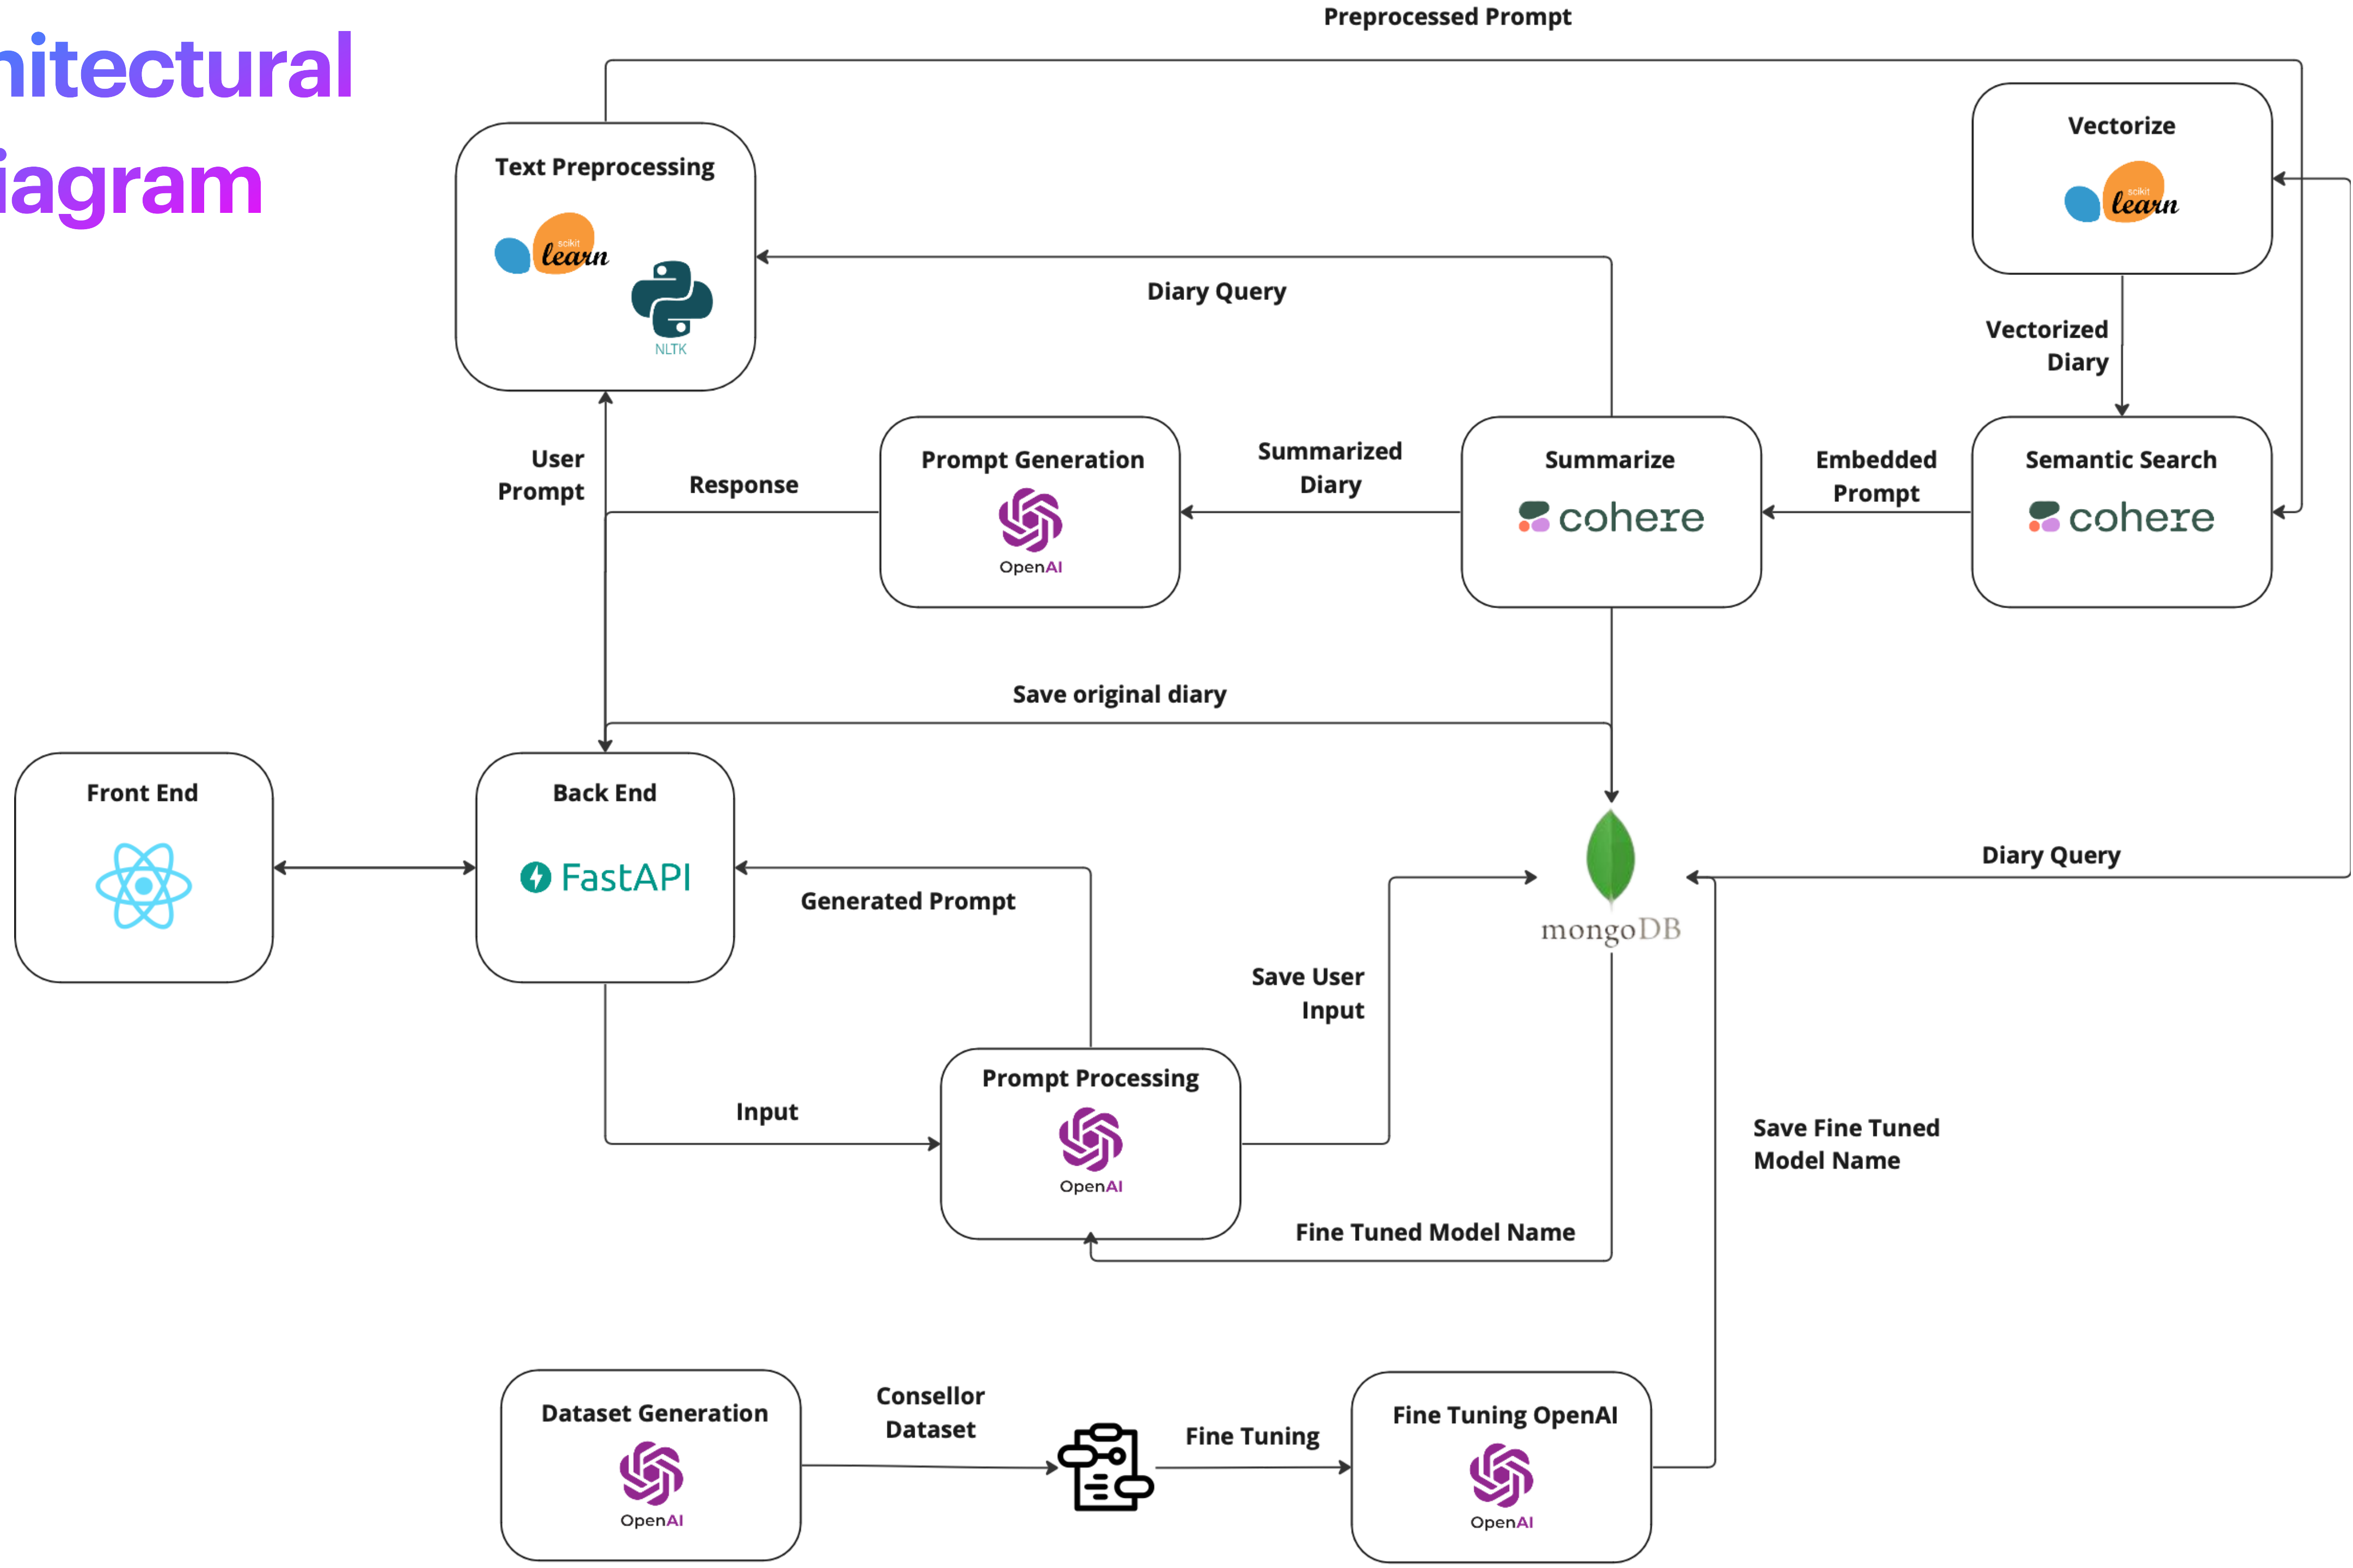 hitectural
iagram
Preprocessed Prompt
Text Preprocessing
scikit
learn
NLTK
Vectorize
scikit
learn
Diary Query
Vectorized
Diary
User
Prompt
Response
Prompt Generation
OpenAI
Summarized
Diary
Summarize
cohere
Embedded
Prompt
Semantic Search
cohere
Save original diary
Front End
Back End
FastAPI
Generated Prompt
mongoDB
Diary Query
Save User
Input
Input
Prompt Processing
OpenAI
Fine Tuned Model Name
Save Fine Tuned
Model Name
Dataset Generation
OpenAI
Consellor
Dataset
Fine Tuning
Fine Tuning OpenAI
OpenAI